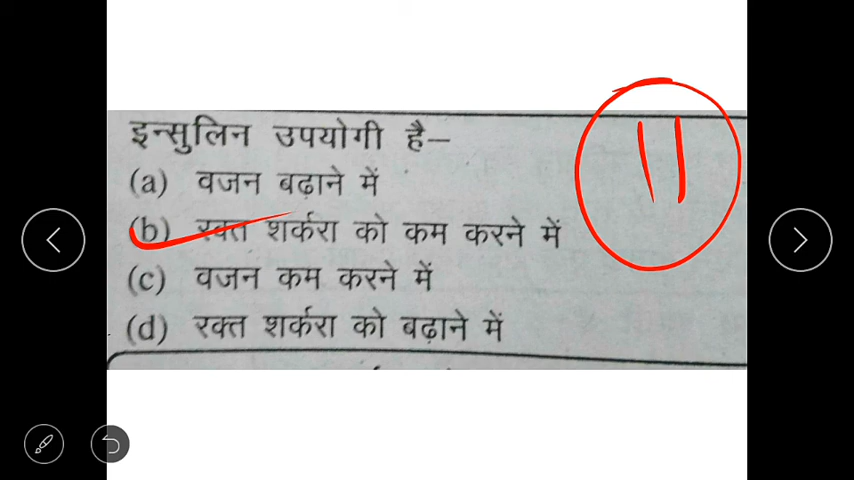 इन्सुलिन उपयोगी है–
11
(a) वजन बढ़ाने में
(b) रक्त शर्करा को कम करने में
(c) वजन कम करने में
(d) रक्त शर्करा को बढ़ाने में